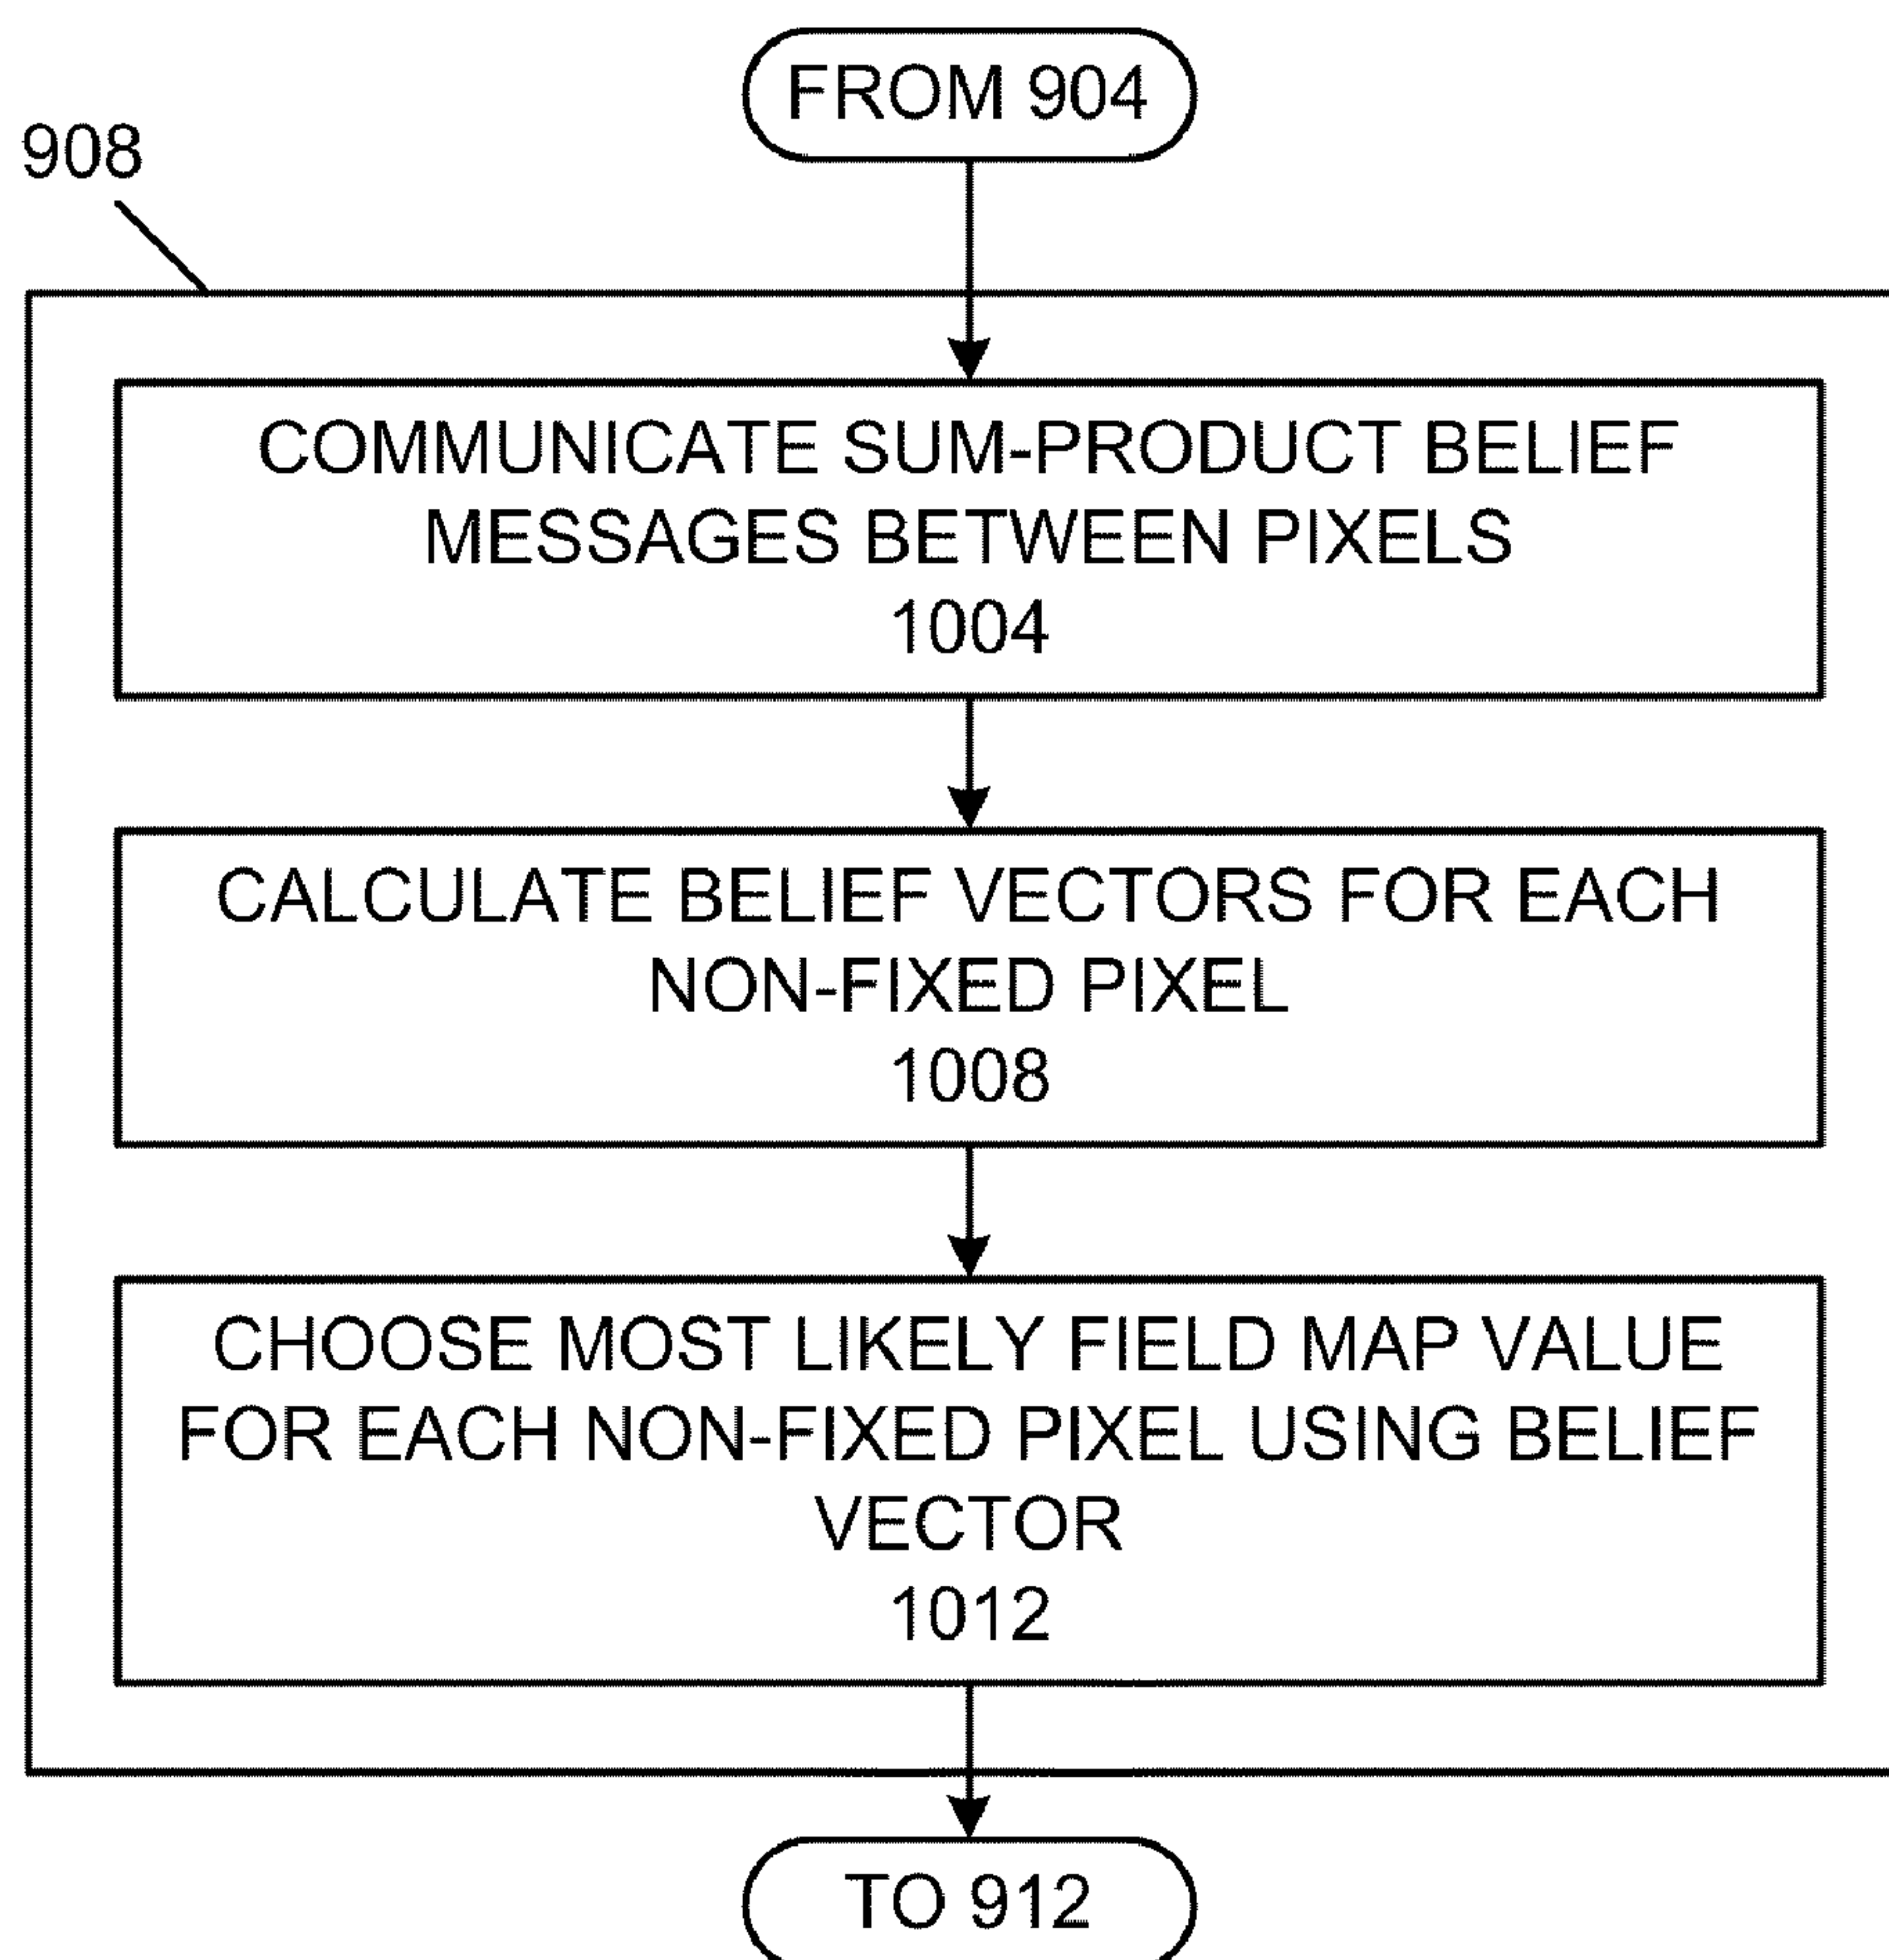 FROM 904
908
COMMUNICATE SUM-PRODUCT BELIEF
MESSAGES BETWEEN PIXELS
1004
CALCULATE BELIEF VECTORS FOR EACH
NON-FIXED PIXEL
1008
CHOOSE MOST LIKELY FIELD MAP VALUE
FOR EACH NON-FIXED PIXEL USING BELIEF
VECTOR
1012
TO 912